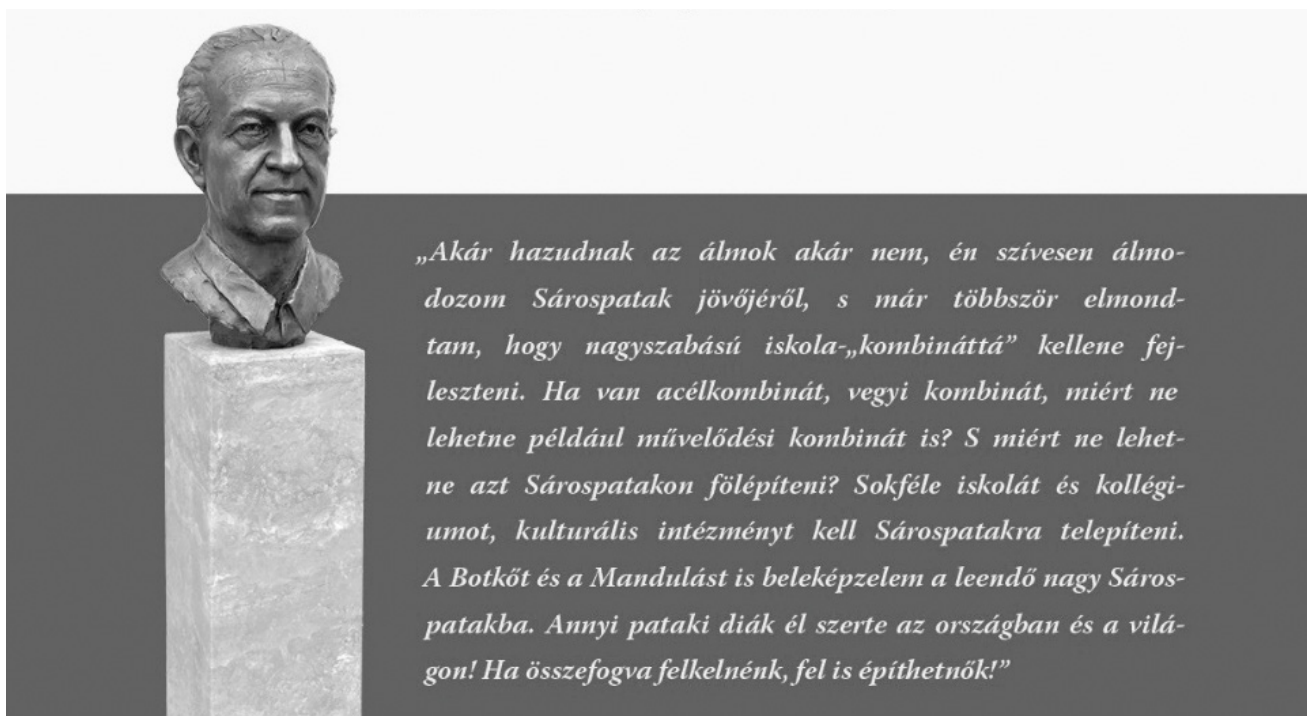 „Akár hazudnak az álmok akár nem, én szívesen álmo-
dozom Sárospatak jövőjéről, s már többször elmond-
tam, hogy nagyszabású iskola-„kombináttá” kellene fej-
leszteni. Ha van acélkombinát, vegyi kombinát, miért ne
lehetne például művelődési kombinát is? S miért ne lehet-
ne azt Sárospatakon fölépíteni? Sokféle iskolát és kollégi-
umot, kulturális intézményt kell Sárospatakra telepíteni.
A Botkőt és a Mandulást is beleképzelem a leendő nagy Sáros-
patakba. Annyi pataki diák él szerte az országban és a vilá-
gon! Ha összefogva felkelnénk, fel is építhetnők!”